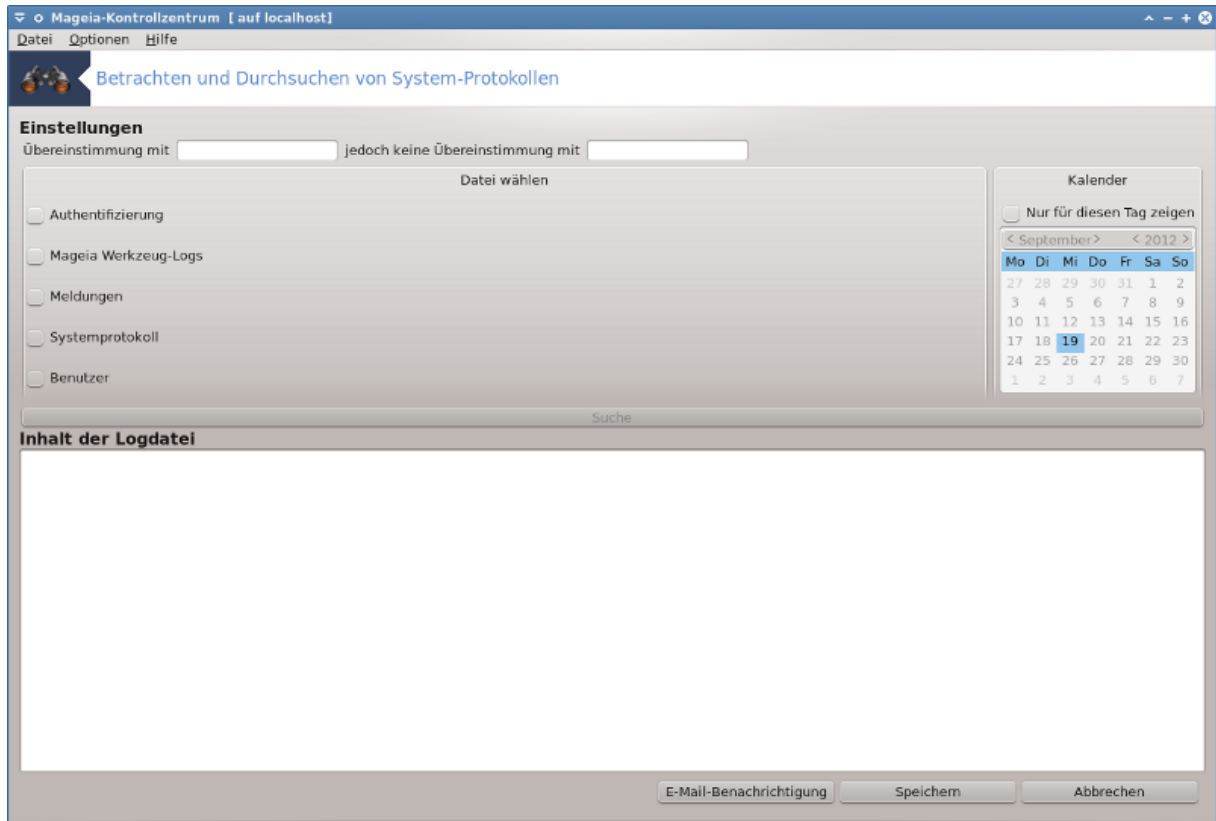 Mageia-Kontrollzentrum [ auf localhost]
Datei Optionen Hilfe
Betrachten und Durchsuchen von System-Protokollen
Einstellungen
Übereinstimmung mit jedoch keine Übereinstimmung mit
Datei wählen
Authentifizierung
Mageia Werkzeug-Logs
Meldungen
Systemprotokoll
Benutzer
Kalender
Nur für diesen Tag zeigen
< September > < 2012 >
Mo Di Mi Do Fr Sa So
27 28 29 30 31 1 2
3 4 5 6 7 8 9
10 11 12 13 14 15 16
17 18 19 20 21 22 23
24 25 26 27 28 29 30
1 2 3 4 5 6 7
Suche
Inhalt der Logdatei
E-Mail-Benachrichtigung Speichern Abbrechen